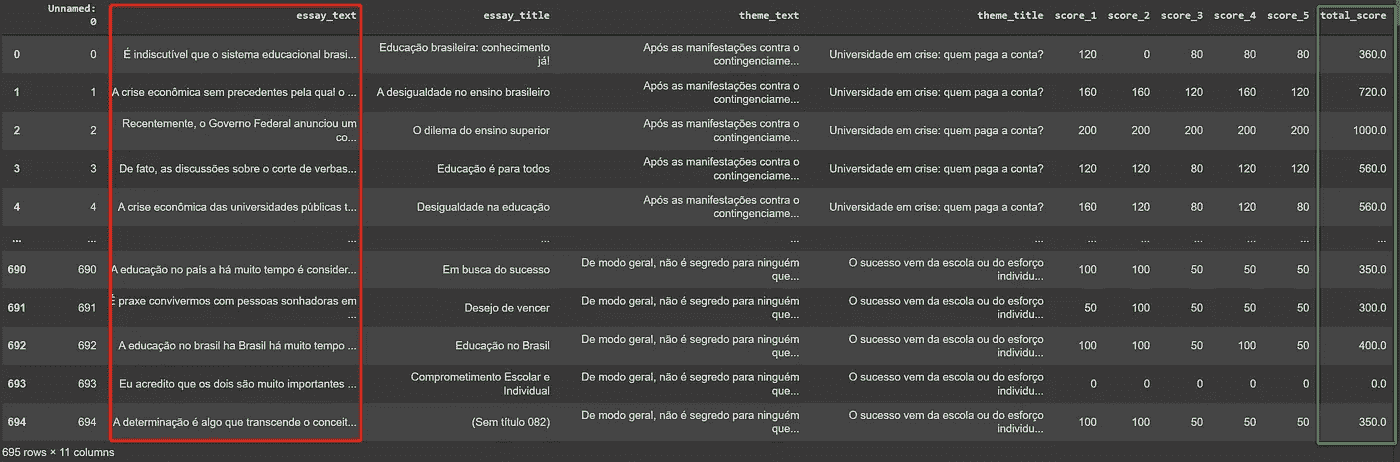 Unnamed: 0 essay_text essay_title theme_text theme_title score_1 score_2 score_3 score_4 score_5 total_score
0 0 É indiscutível que o sistema educacional brasi... Educação brasileira: conhecimento já! Após as manifestações contra o contingenciame... Universidade em crise: quem paga a conta? 120 0 80 80 80 360.0
1 1 A crise econômica sem precedentes pela qual o ... A desigualdade no ensino brasileiro Após as manifestações contra o contingenciame... Universidade em crise: quem paga a conta? 160 160 120 160 120 720.0
2 2 Recentemente, o Governo Federal anunciou um co... O dilema do ensino superior Após as manifestações contra o contingenciame... Universidade em crise: quem paga a conta? 200 200 200 200 200 1000.0
3 3 De fato, as discussões sobre o corte de verbas... Educação é para todos Após as manifestações contra o contingenciame... Universidade em crise: quem paga a conta? 120 120 80 120 120 560.0
4 4 A crise econômica das universidades públicas t... Desigualdade na educação Após as manifestações contra o contingenciame... Universidade em crise: quem paga a conta? 160 120 80 120 80 560.0
... ... ... ... ... ... ... ... ... ... ... ...
690 690 A educação no país a há muito tempo é consider... Em busca do sucesso De modo geral, não é segredo para ninguém que... O sucesso vem da escola ou do esforço individu... 100 100 50 50 50 350.0
691 691 É praxe convivermos com pessoas sonhadoras em ... Desejo de vencer De modo geral, não é segredo para ninguém que... O sucesso vem da escola ou do esforço individu... 50 100 50 50 50 300.0
692 692 A educação no brasil ha Brasil há muito tempo ... Educação no Brasil De modo geral, não é segredo para ninguém que... O sucesso vem da escola ou do esforço individu... 100 100 50 100 50 400.0
693 693 Eu acredito que os dois são muito importantes ... Comprometimento Escolar e Individual De modo geral, não é segredo para ninguém que... O sucesso vem da escola ou do esforço individu... 0 0 0 0 0 0.0
694 694 A determinação é algo que transcende o conceit... (Sem título 082) De modo geral, não é segredo para ninguém que... O sucesso vem da escola ou do esforço individu... 100 100 50 50 50 350.0
695 rows × 11 columns